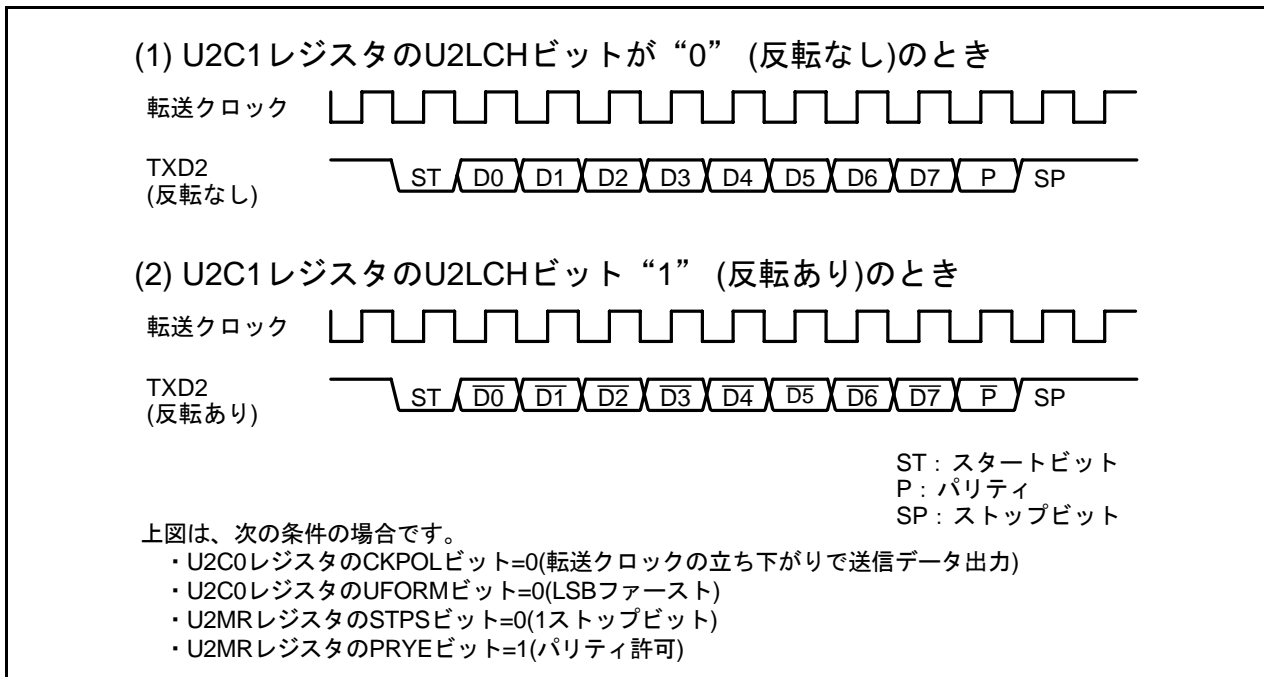 (1) U2C1レジスタのU2LCHビットが“0” (反転なし)のとき
転送クロック
TXD2
(反転なし)
ST D0 D1 D2 D3 D4 D5 D6 D7 P SP
(2) U2C1レジスタのU2LCHビット“1” (反転あり)のとき
転送クロック
TXD2
(反転あり)
ST D̅0̅ D̅1̅ D̅2̅ D̅3̅ D̅4̅ D̅5̅ D̅6̅ D̅7̅ P̅ SP
ST : スタートビット
P : パリティ
SP : ストップビット
上図は、次の条件の場合です。
・U2C0レジスタのCKPOLビット=0(転送クロックの立ち下がりで送信データ出力)
・U2C0レジスタのUFORMビット=0(LSBファースト)
・U2MRレジスタのSTPSビット=0(1ストップビット)
・U2MRレジスタのPRYEビット=1(パリティ許可)